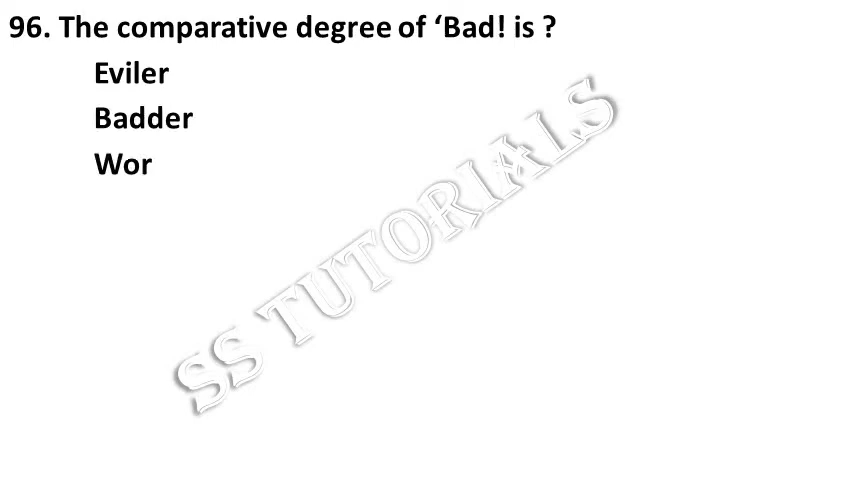 96. The comparative degree of ‘Bad! is ?
Eviler
Badder
Wor
SS TUTORIALS